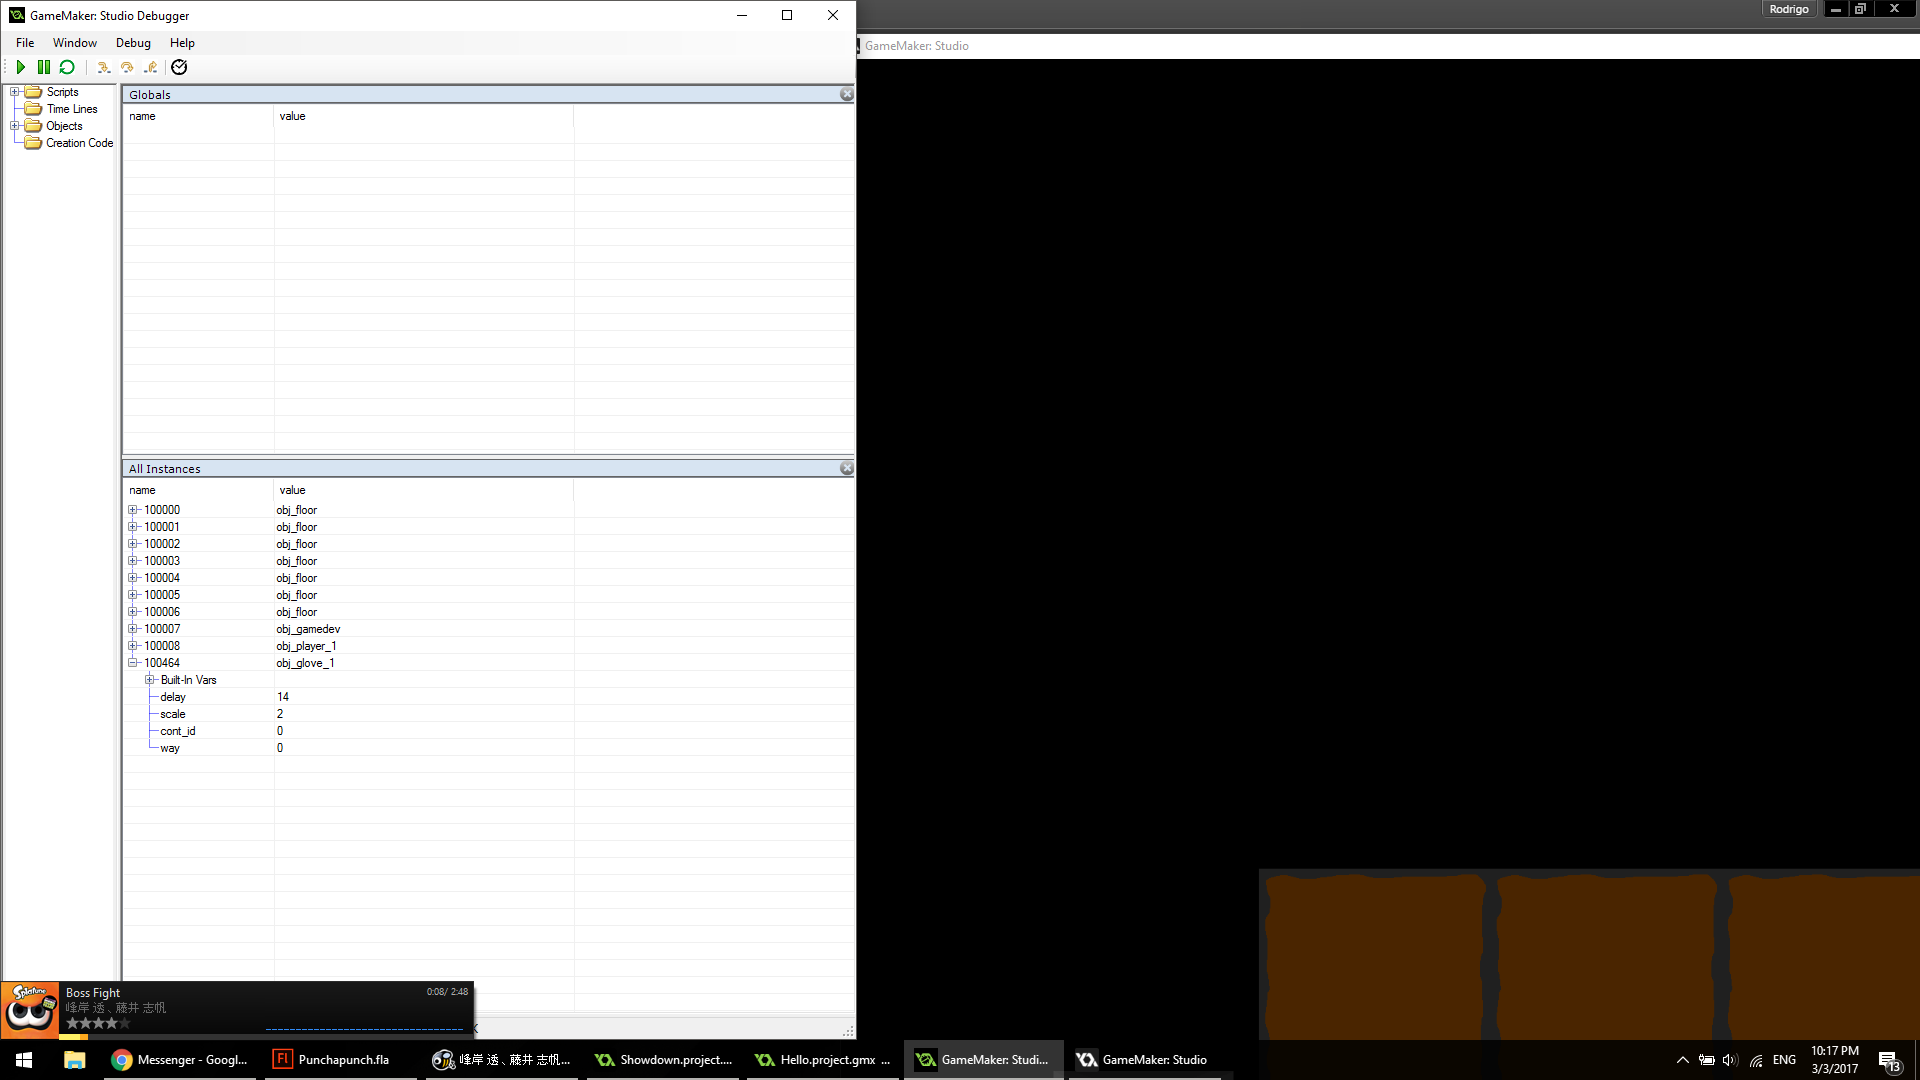 GameMaker: Studio Debugger
Rodrigo
File Window Debug Help
GameMaker: Studio
Scripts
Time Lines
Objects
Creation Code
Globals
name value
All Instances
name value
100000 obj_floor
100001 obj_floor
100002 obj_floor
100003 obj_floor
100004 obj_floor
100005 obj_floor
100006 obj_floor
100007 obj_gamedev
100008 obj_player_1
100464 obj_glove_1
Built-In Vars
delay 14
scale 2
cont_id 0
way 0
Splatune
Boss Fight 0:08/ 2:48
峰岸 透、藤井 志帆
Messenger - Googl...
Fl Punchapunch.fla
峰岸 透、藤井 志帆...
Showdown.project....
Hello.project.gmx ...
GameMaker: Studi...
GameMaker: Studio
ENG
10:17 PM
3/3/2017
13